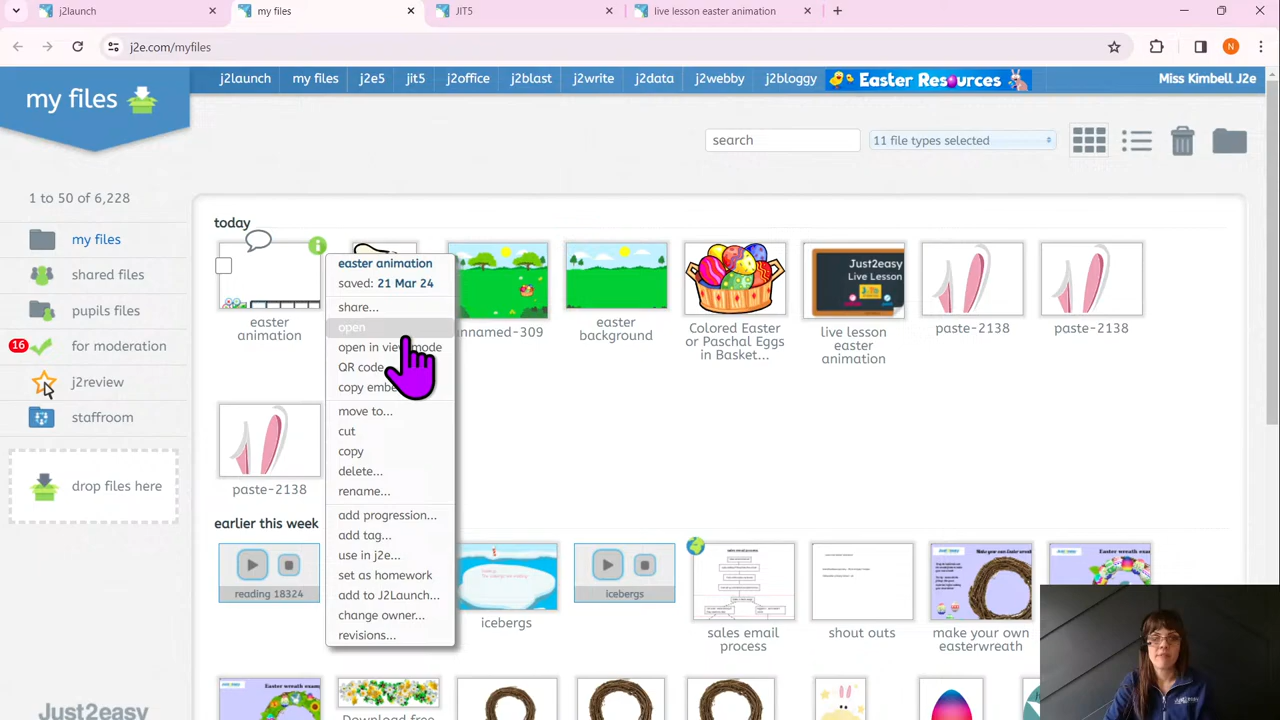 j2launch
my files
JIT5
live lesson easter animation
j2e.com/myfiles
N
my files
j2launch
my files
j2e5
jit5
j2office
j2blast
j2write
j2data
j2webby
j2bloggy
Easter Resources
Miss Kimbell J2e
search
11 file types selected
1 to 50 of 6,228
my files
shared files
pupils files
16
for moderation
j2review
staffroom
drop files here
Just2easy
today
easter
animation
easter animation
saved: 21 Mar 24
share...
open
open in view mode
QR code
copy embe
move to...
cut
copy
delete...
rename...
add progression...
add tag...
use in j2e...
set as homework
add to J2Launch...
change owner...
revisions...
unnamed-309
easter
background
Colored Easter
or Paschal Eggs
in Basket...
Just2easy
Live Lesson
live lesson
easter
animation
paste-2138
paste-2138
paste-2138
earlier this week
reading 18324
icebergs
icebergs
sales email
process
shout outs
make your own
easterwreath
Download free